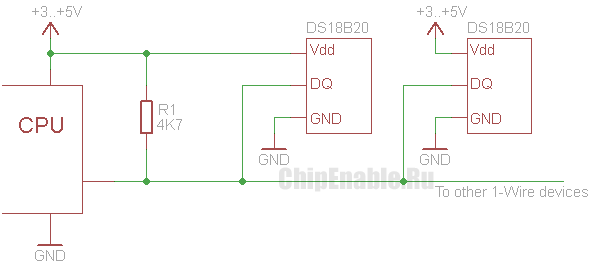 +3..+5V
DS18B20
+3..+5V
DS18B20
Vdd
Vdd
DQ
DQ
R1
4K7
CPU
GND
GND
GND
GND
ChipEnable.Ru
To other 1-Wire devices
GND